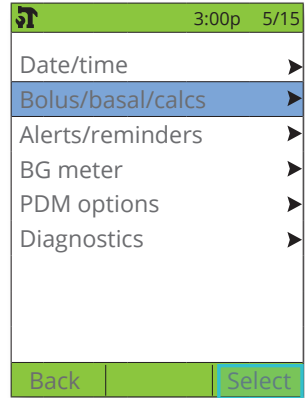 3:00p 5/15
Date/time
Bolus/basal/calcs
Alerts/reminders
BG meter
PDM options
Diagnostics
Back Select